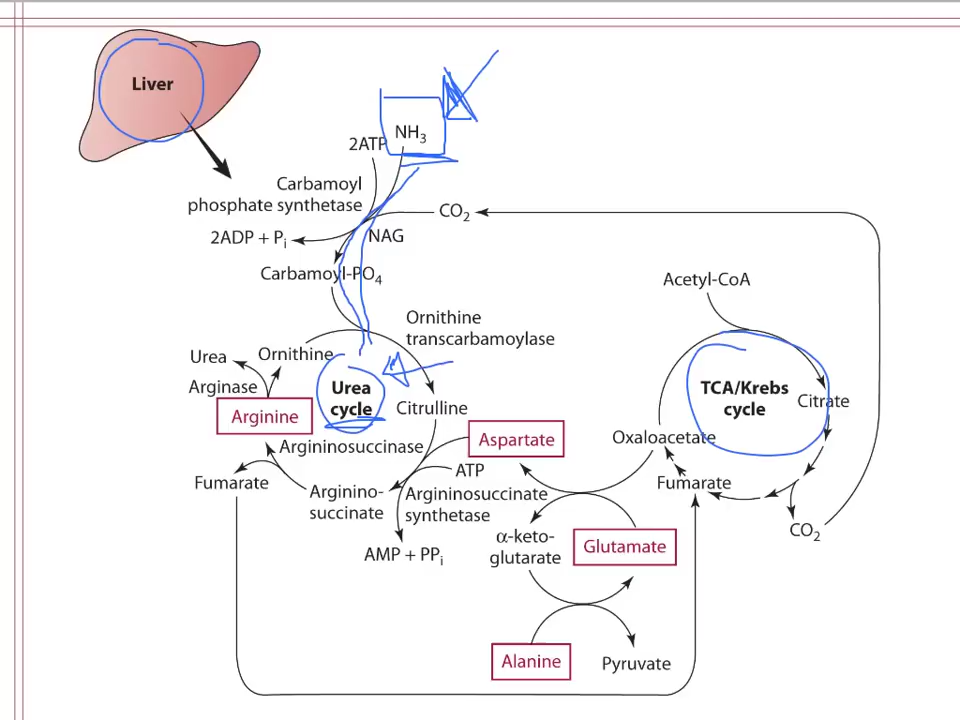 Liver
NH3
2ATP
Carbamoyl
phosphate synthetase
CO2
2ADP + Pi
NAG
Carbamoyl-PO4
Acetyl-CoA
Ornithine
transcarbamoylase
Urea
Ornithine
Arginase
Urea
cycle
Citrulline
TCA/Krebs
cycle
Citrate
Arginine
Argininosuccinase
Aspartate
Oxaloacetate
Fumarate
ATP
Fumarate
Arginino-
succinate
Argininosuccinate
synthetase
CO2
AMP + PPi
α-keto-
glutarate
Glutamate
Alanine
Pyruvate